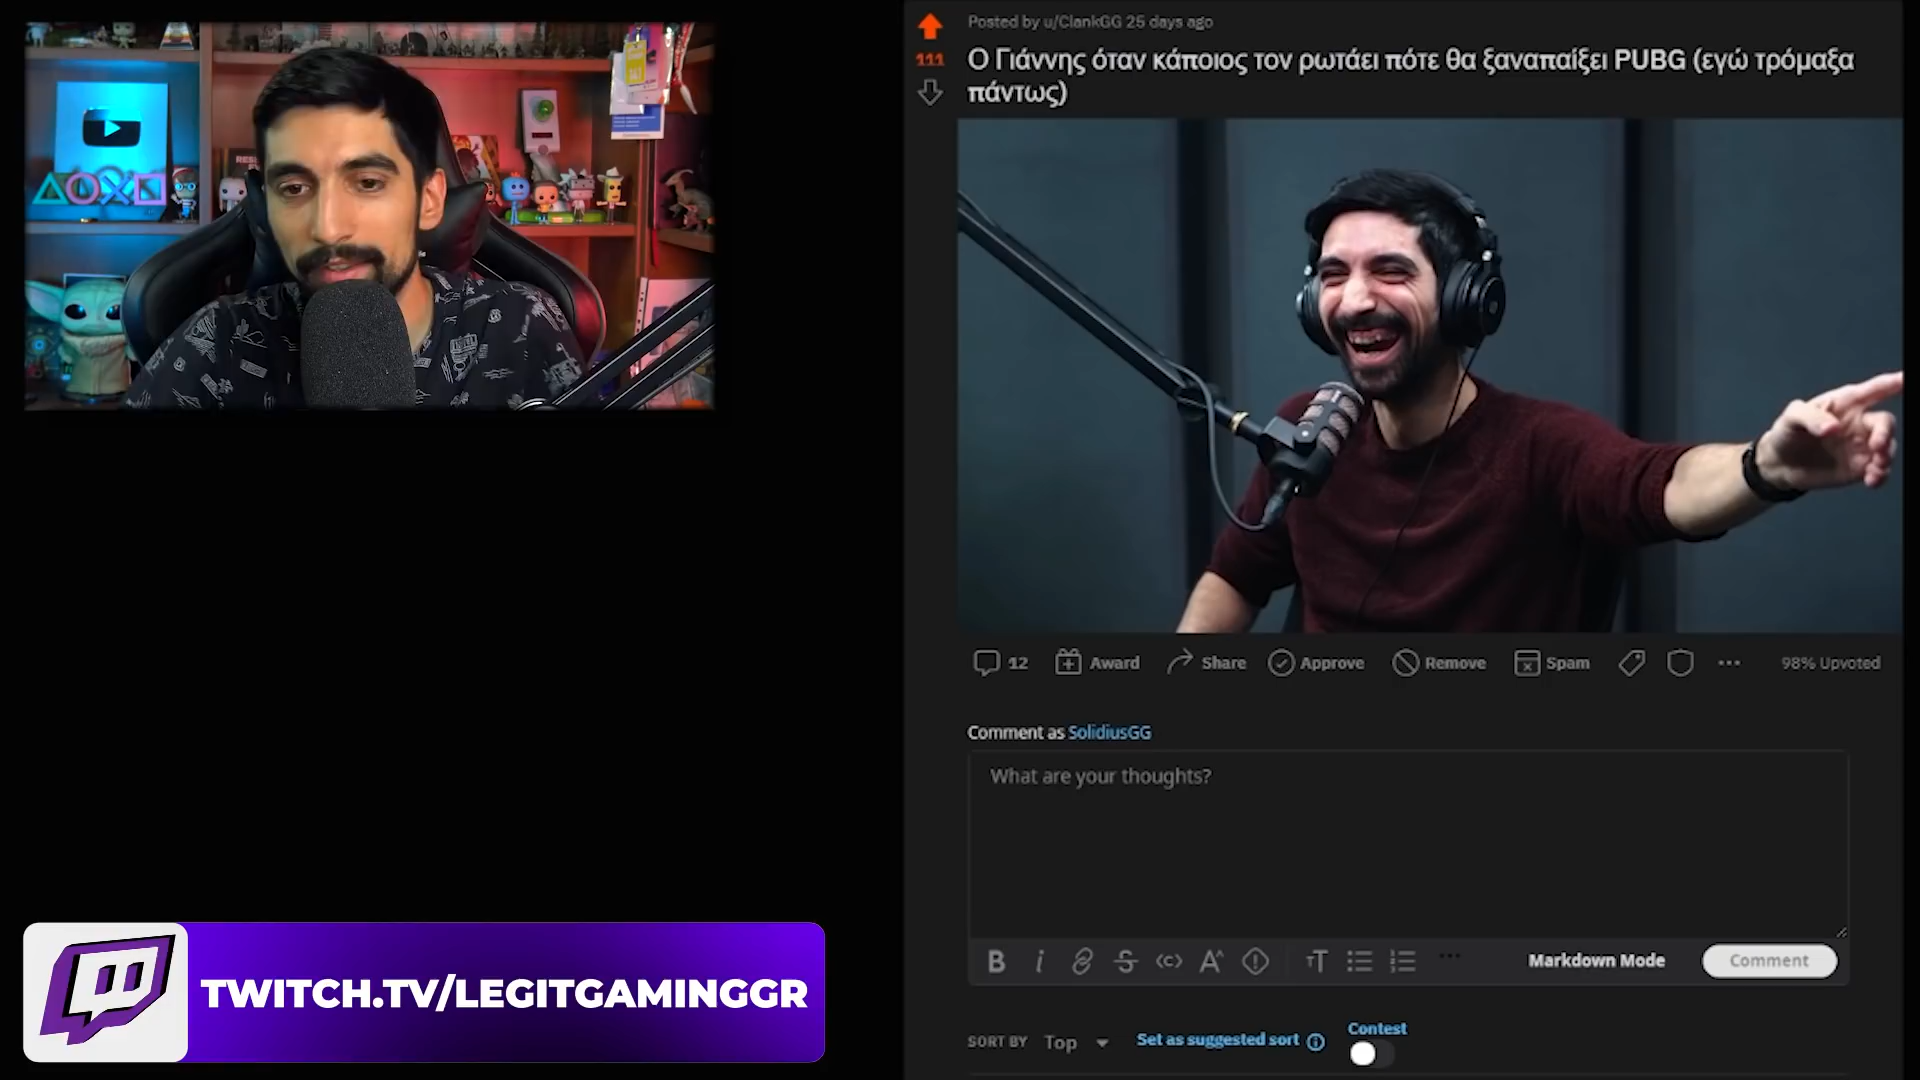 Posted by u/ClankGG 25 days ago
111
Ο Γιάννης όταν κάποιος τον ρωτάει πότε θα ξαναπαίξει PUBG (εγώ τρόμαξα
πάντως)
12 Award Share Approve Remove Spam ... 98% Upvoted
Comment as SolidiusGG
What are your thoughts?
B i Markdown Mode Comment
SORT BY Top Set as suggested sort Contest
TWITCH.TV/LEGITGAMINGGR